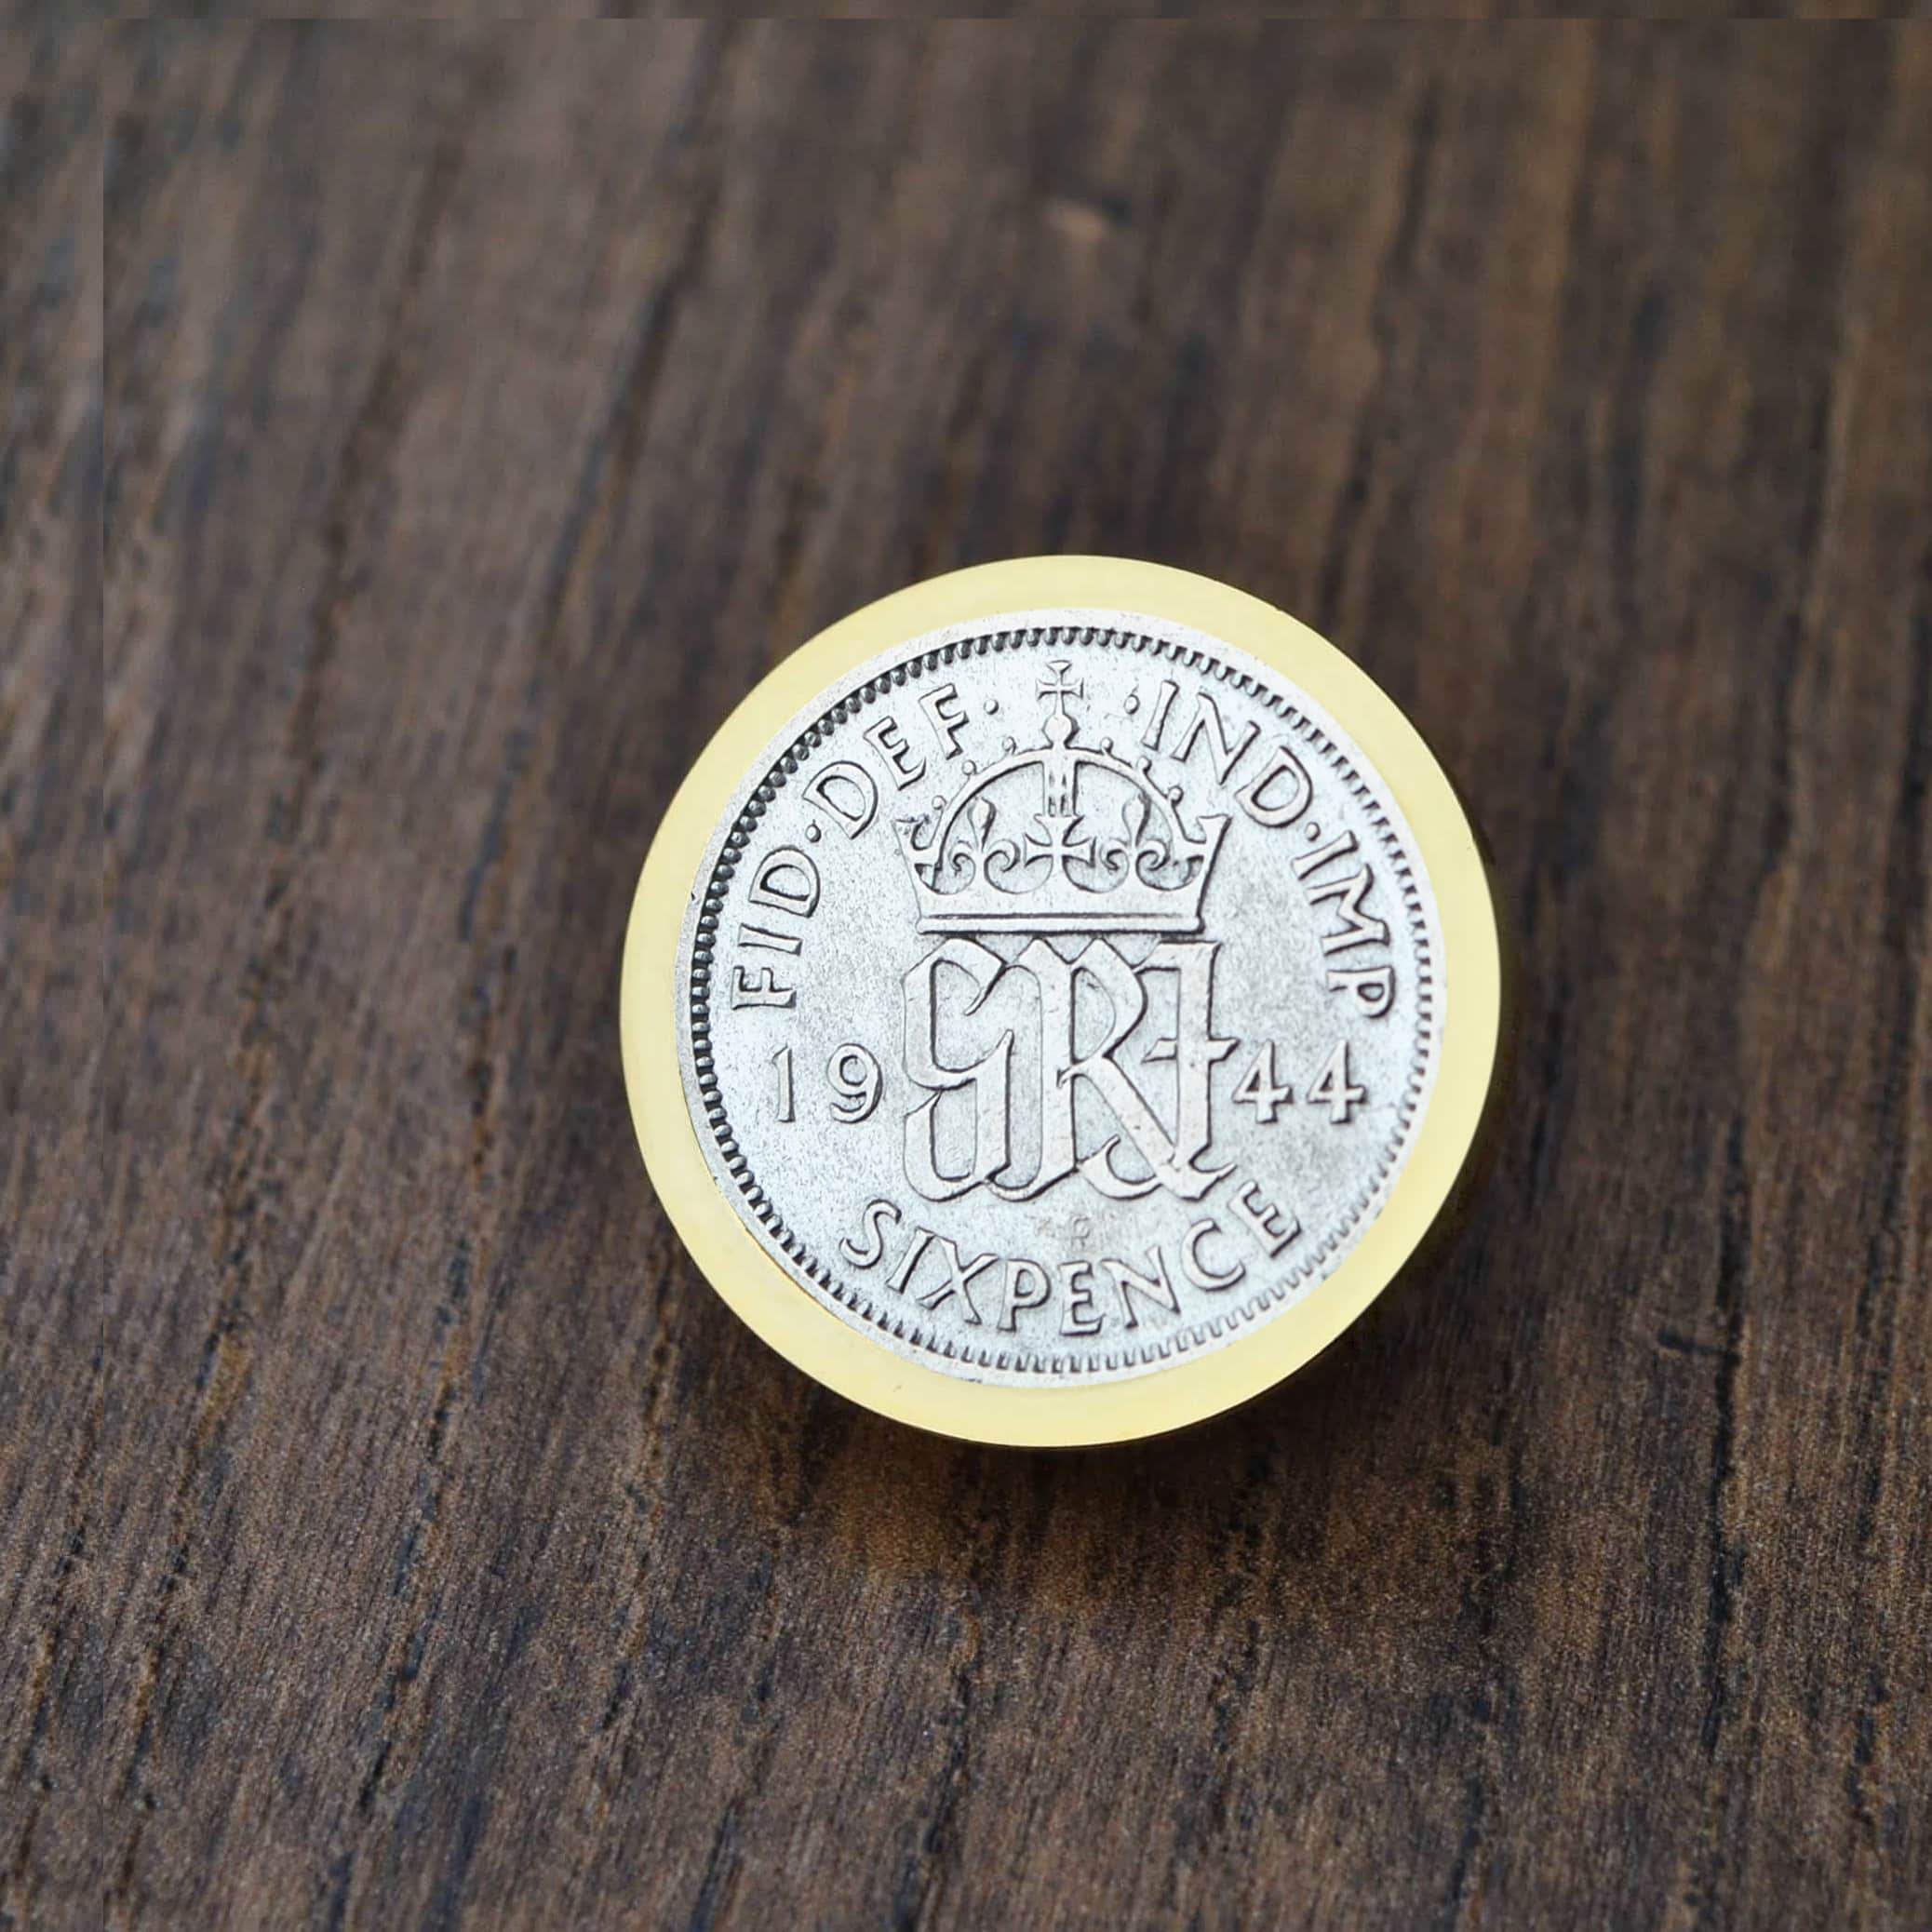 FID·DEF· ·IND·IMP
GRI
19 44
SIXPENCE